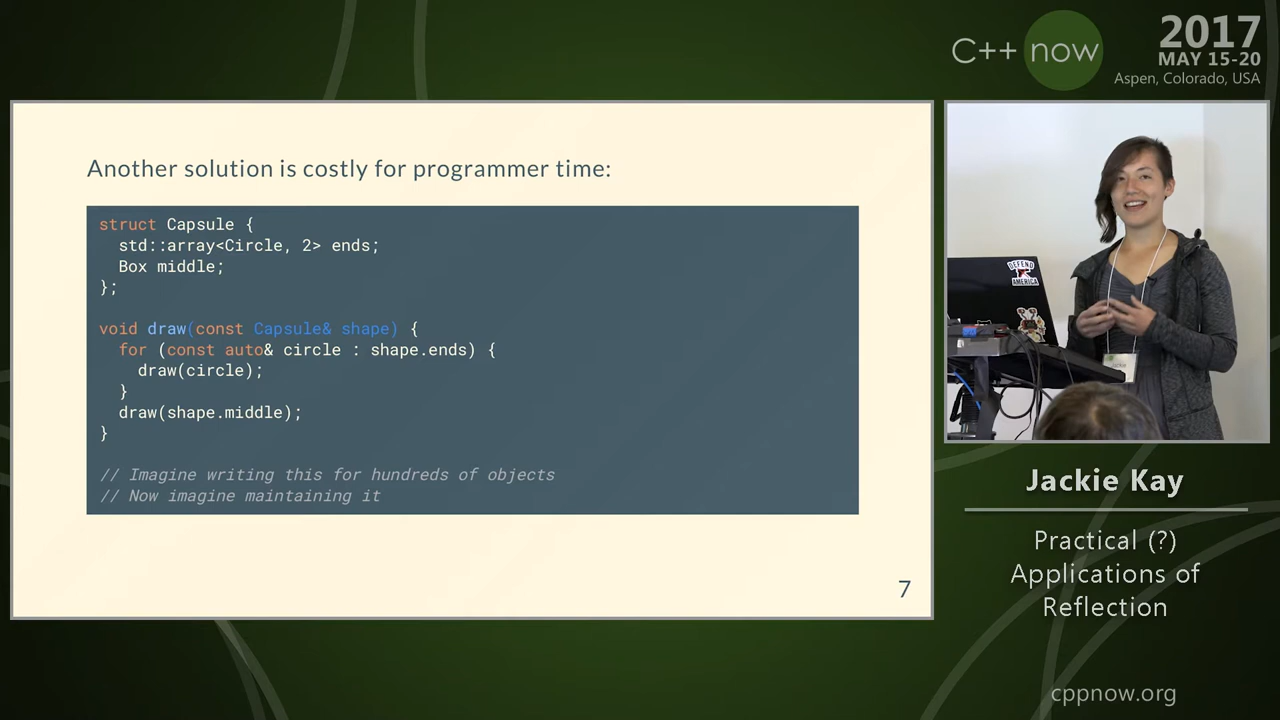 C++ now
2017
MAY 15-20
Aspen, Colorado, USA
Another solution is costly for programmer time:
struct Capsule {
  std::array<Circle, 2> ends;
  Box middle;
};
void draw(const Capsule& shape) {
  for (const auto& circle : shape.ends) {
    draw(circle);
  }
  draw(shape.middle);
}
// Imagine writing this for hundreds of objects
// Now imagine maintaining it
7
DEFEND
AMERICA
Jackie Kay
Practical (?)
Applications of
Reflection
cppnow.org